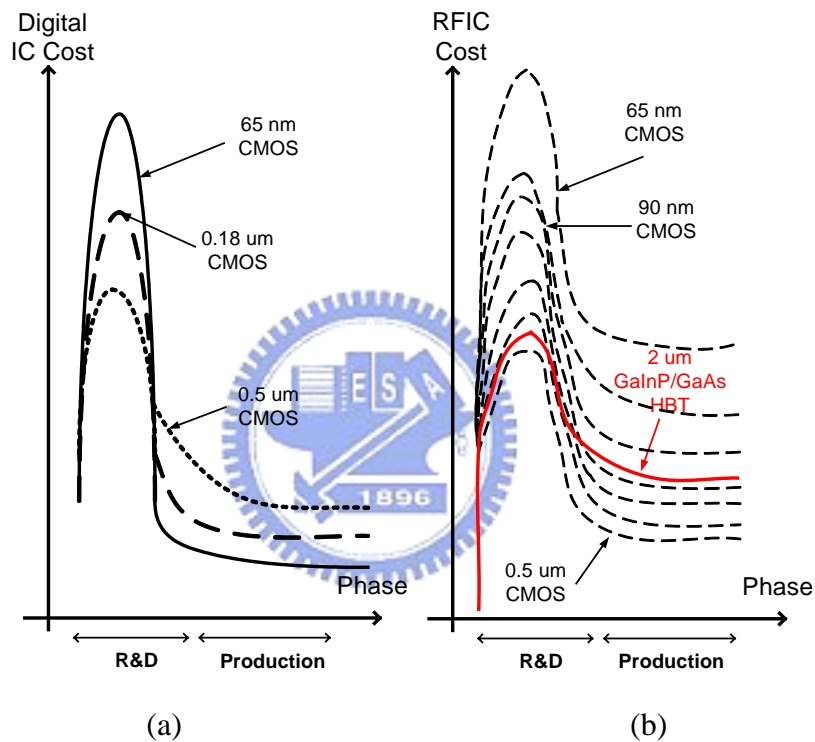 Digital
IC Cost
65 nm
CMOS
0.18 um
CMOS
0.5 um
CMOS
Phase
R&D
Production
(a)
RFIC
Cost
65 nm
CMOS
90 nm
CMOS
2 um
GaInP/GaAs
HBT
0.5 um
CMOS
Phase
R&D
Production
(b)
E S A
1896